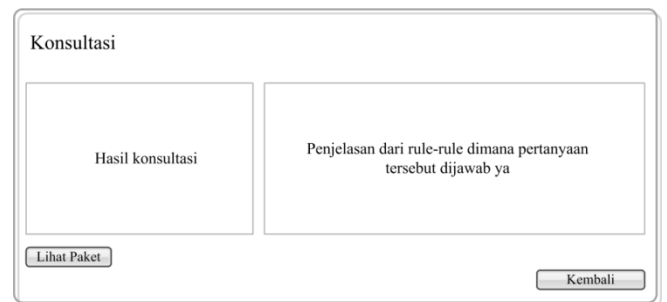 Konsultasi
Hasil konsultasi
Penjelasan dari rule-rule dimana pertanyaan
tersebut dijawab ya
Lihat Paket
Kembali